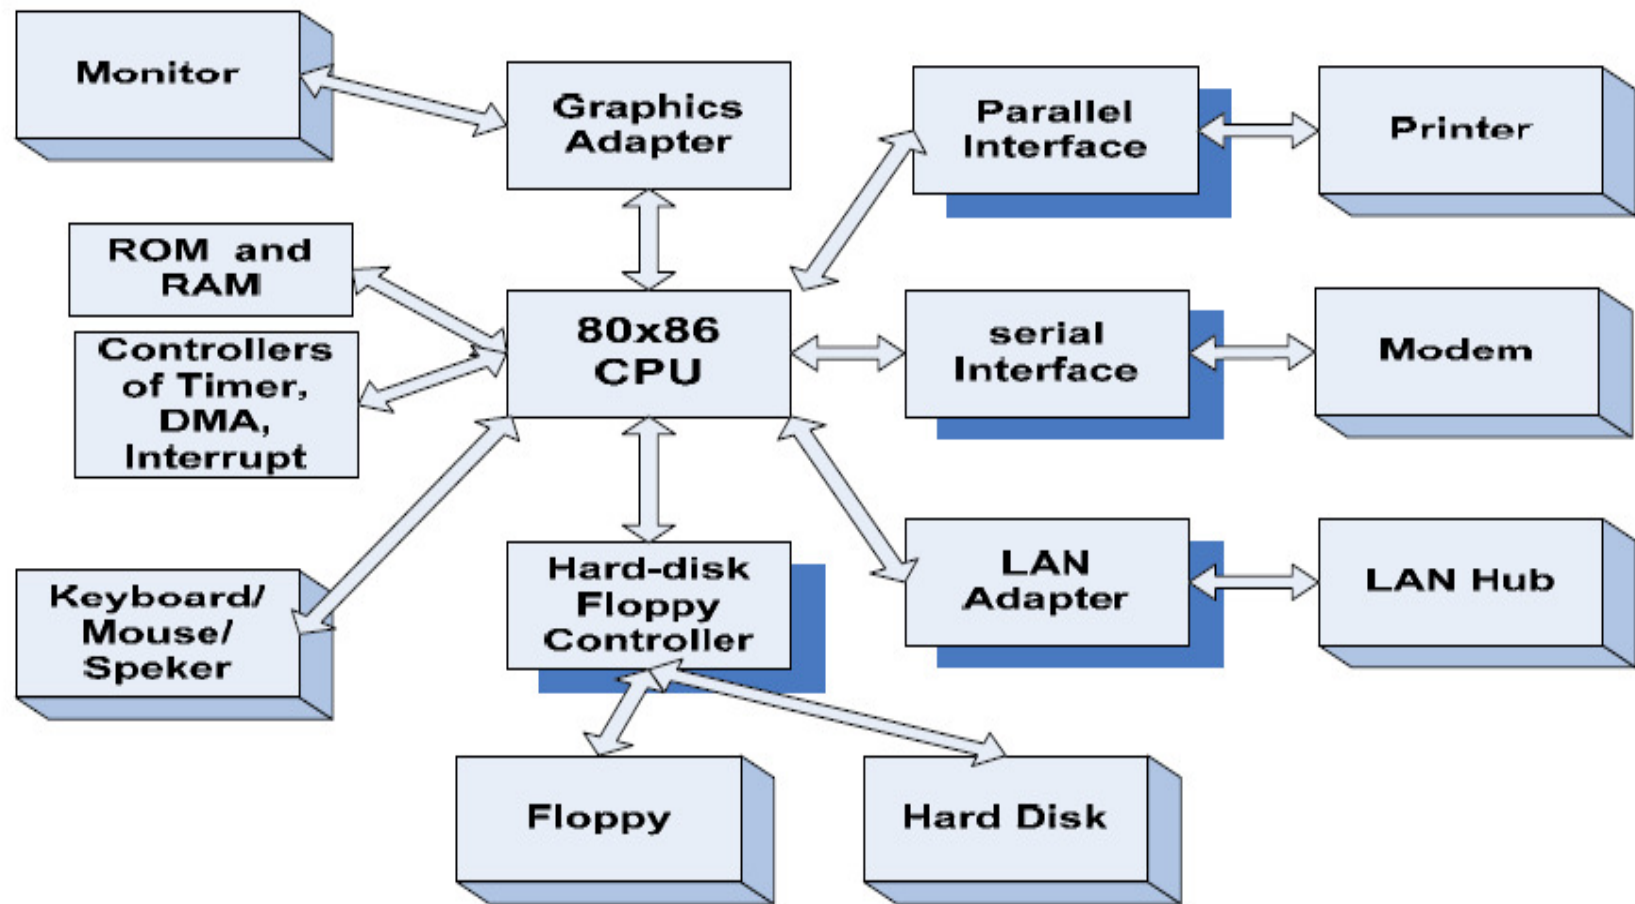 Monitor
Graphics
Adapter
Parallel
Interface
Printer
ROM and
RAM
80x86
CPU
serial
Interface
Modem
Controllers
of Timer,
DMA,
Interrupt
Keyboard/
Mouse/
Speker
Hard-disk
Floppy
Controller
LAN
Adapter
LAN Hub
Floppy
Hard Disk